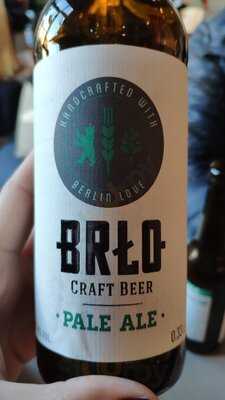 HANDCRAFTED WITH
BERLIN LOVE
BRŁO
CRAFT BEER
· PALE ALE ·